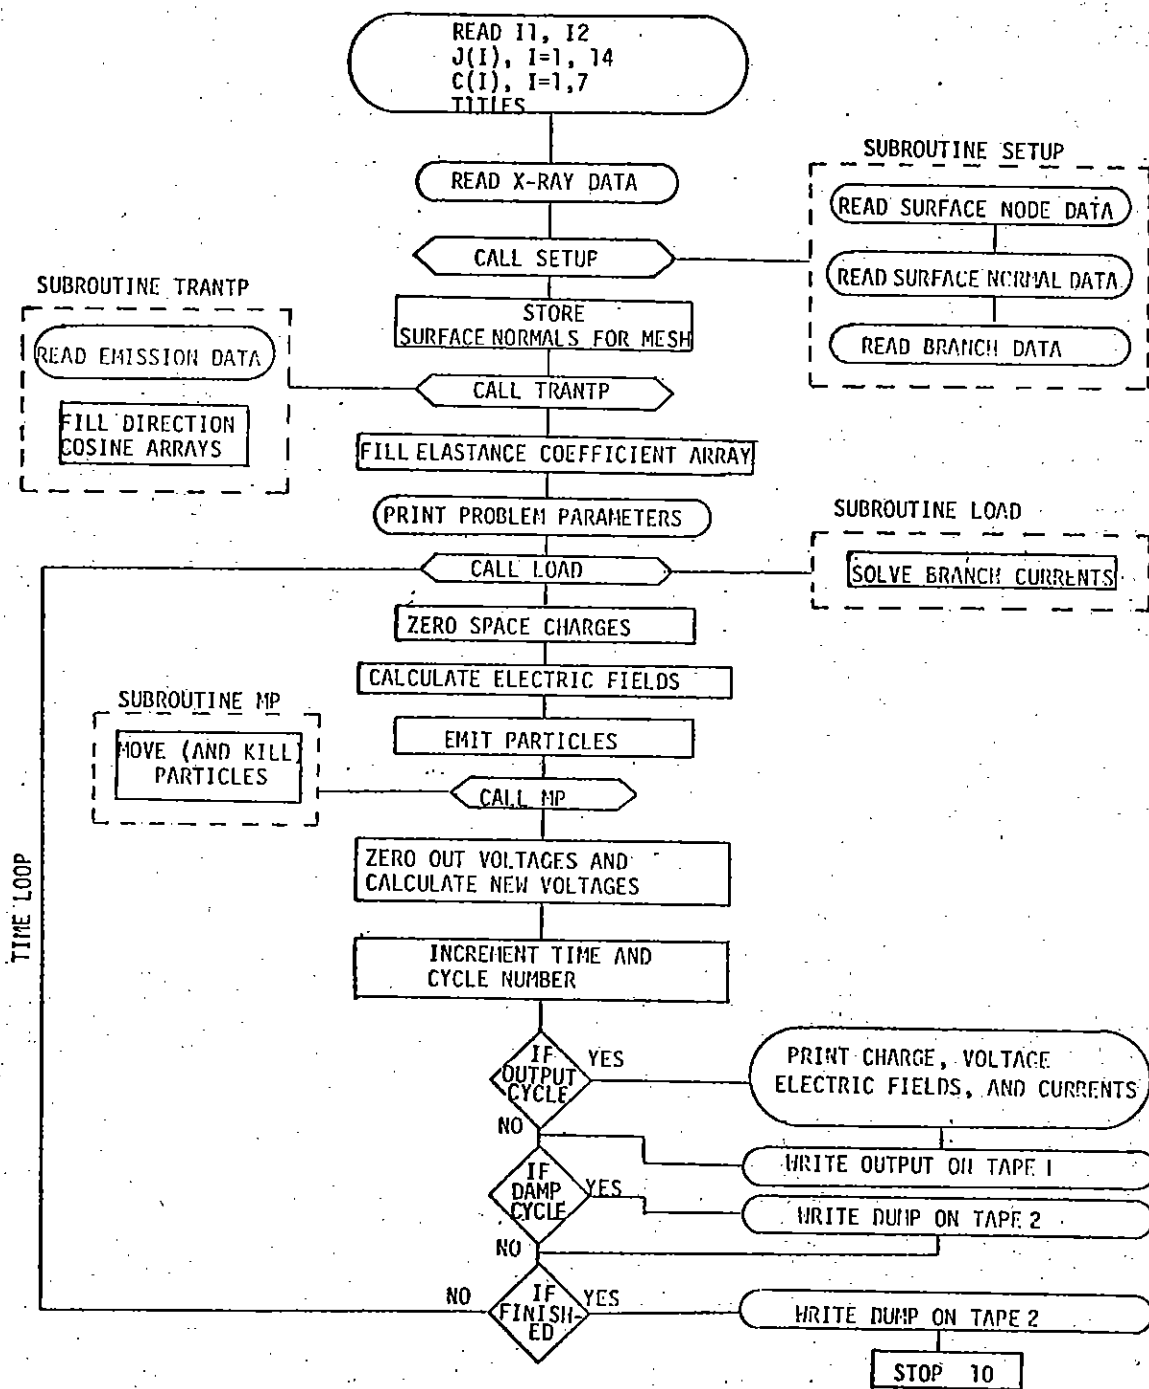 READ I1, I2
J(I), I=1, 14
C(I), I=1,7
TITLES
READ X-RAY DATA
CALL SETUP
SUBROUTINE SETUP
READ SURFACE NODE DATA
READ SURFACE NORMAL DATA
READ BRANCH DATA
STORE
SURFACE NORMALS FOR MESH
SUBROUTINE TRANTP
READ EMISSION DATA
FILL DIRECTION
COSINE ARRAYS
CALL TRANTP
FILL ELASTANCE COEFFICIENT ARRAY
PRINT PROBLEM PARAMETERS
CALL LOAD
SUBROUTINE LOAD
SOLVE BRANCH CURRENTS
ZERO SPACE CHARGES
CALCULATE ELECTRIC FIELDS
EMIT PARTICLES
SUBROUTINE MP
MOVE (AND KILL)
PARTICLES
CALL MP
ZERO OUT VOLTAGES AND
CALCULATE NEW VOLTAGES
TIME LOOP
INCREMENT TIME AND
CYCLE NUMBER
IF
OUTPUT
CYCLE
YES
PRINT CHARGE, VOLTAGE
ELECTRIC FIELDS, AND CURRENTS
NO
WRITE OUTPUT ON TAPE 1
IF
DAMP
CYCLE
YES
WRITE DUMP ON TAPE 2
NO
IF
FINISH-
ED
NO
YES
WRITE DUMP ON TAPE 2
STOP 10